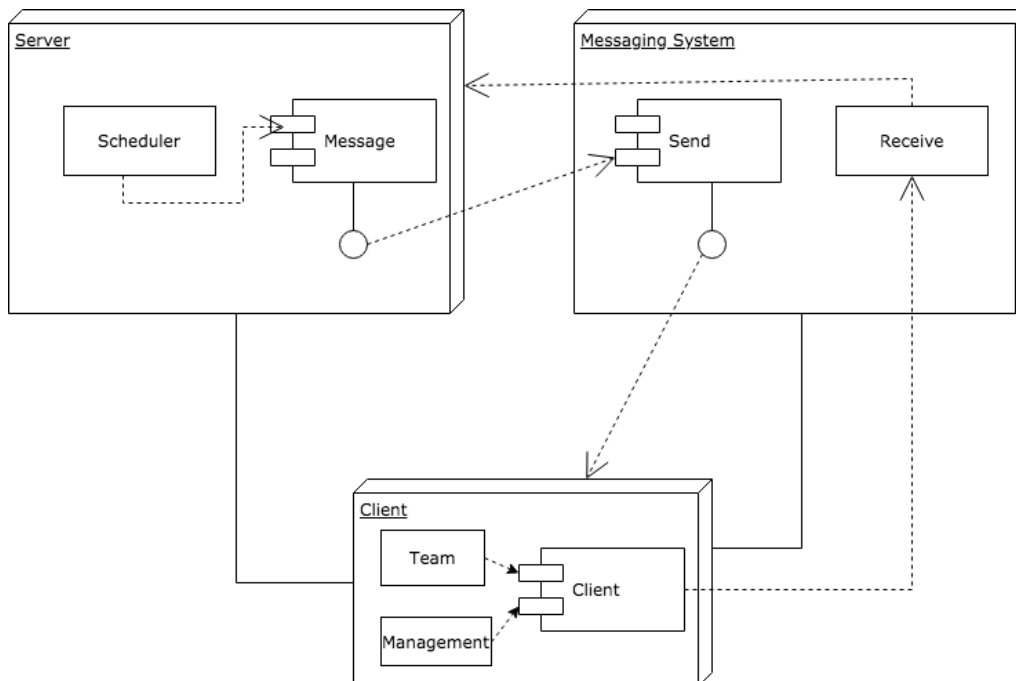 Server
Scheduler
Message
Messaging System
Send
Receive
Client
Team
Client
Management